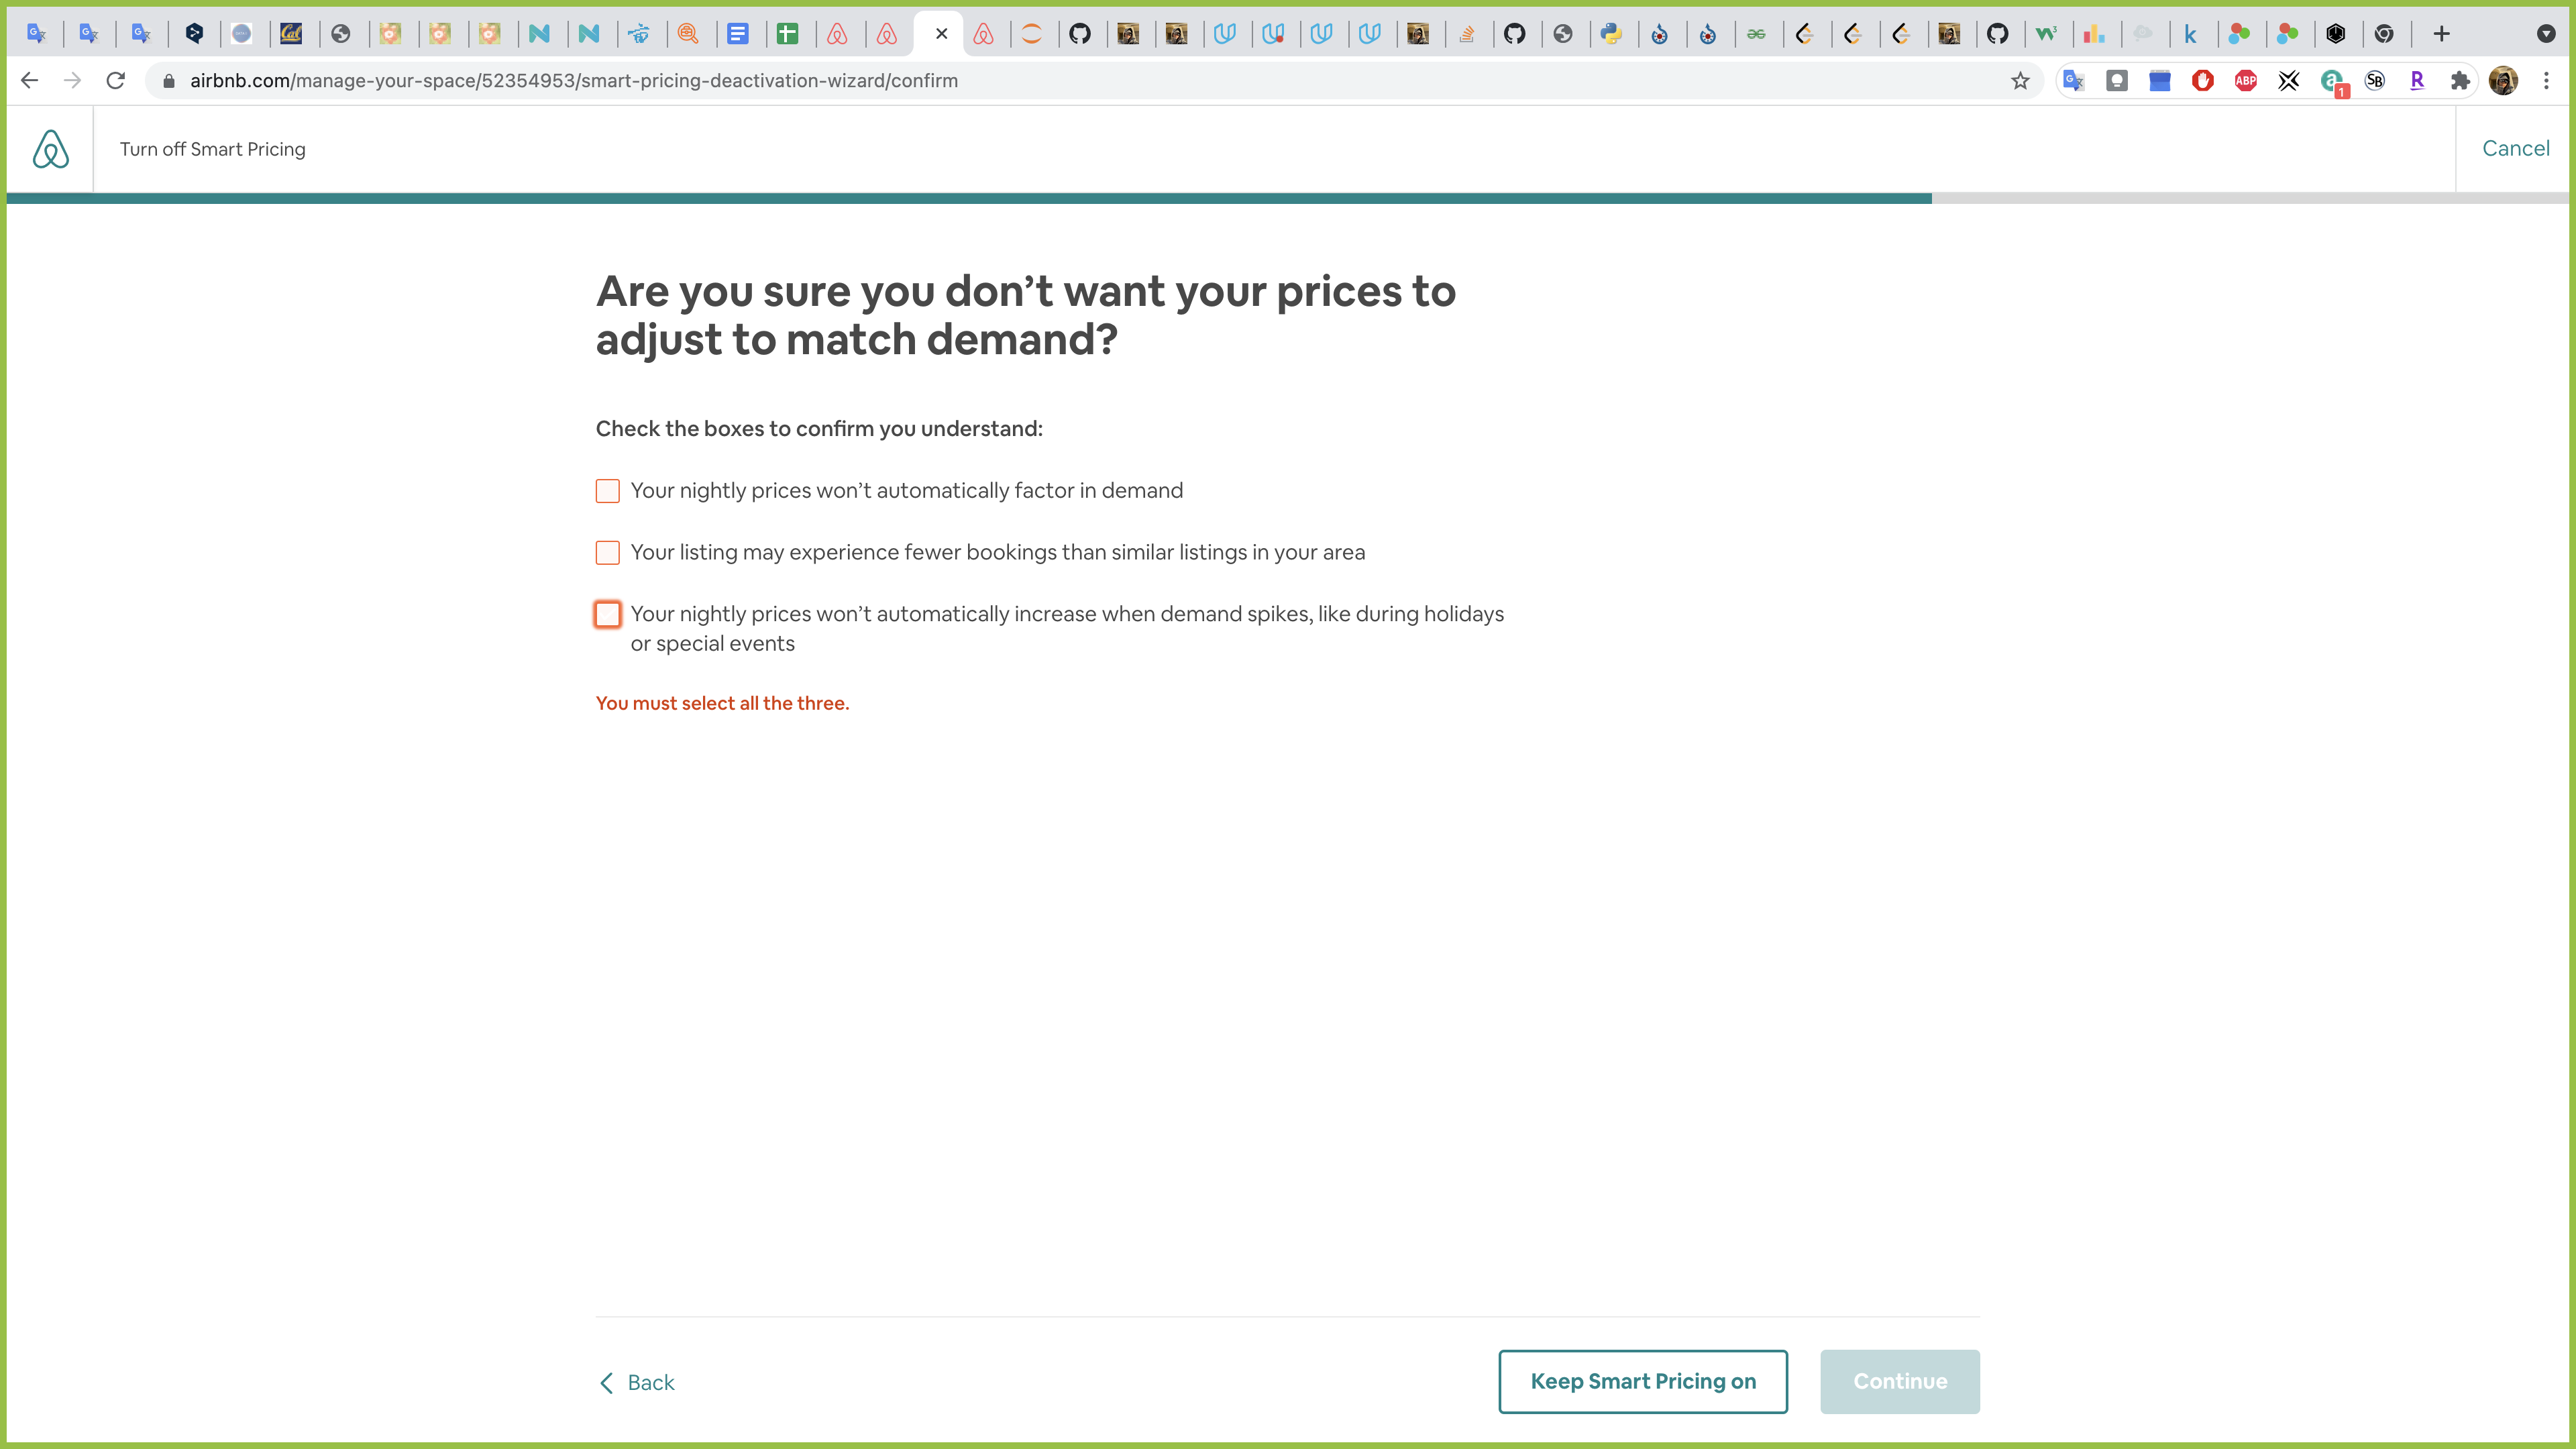 airbnb.com/manage-your-space/52354953/smart-pricing-deactivation-wizard/confirm
ABP
1
SB
R
Turn off Smart Pricing
Cancel
Are you sure you don’t want your prices to
adjust to match demand?
Check the boxes to confirm you understand:
Your nightly prices won’t automatically factor in demand
Your listing may experience fewer bookings than similar listings in your area
Your nightly prices won’t automatically increase when demand spikes, like during holidays
or special events
You must select all the three.
Back
Keep Smart Pricing on
Continue